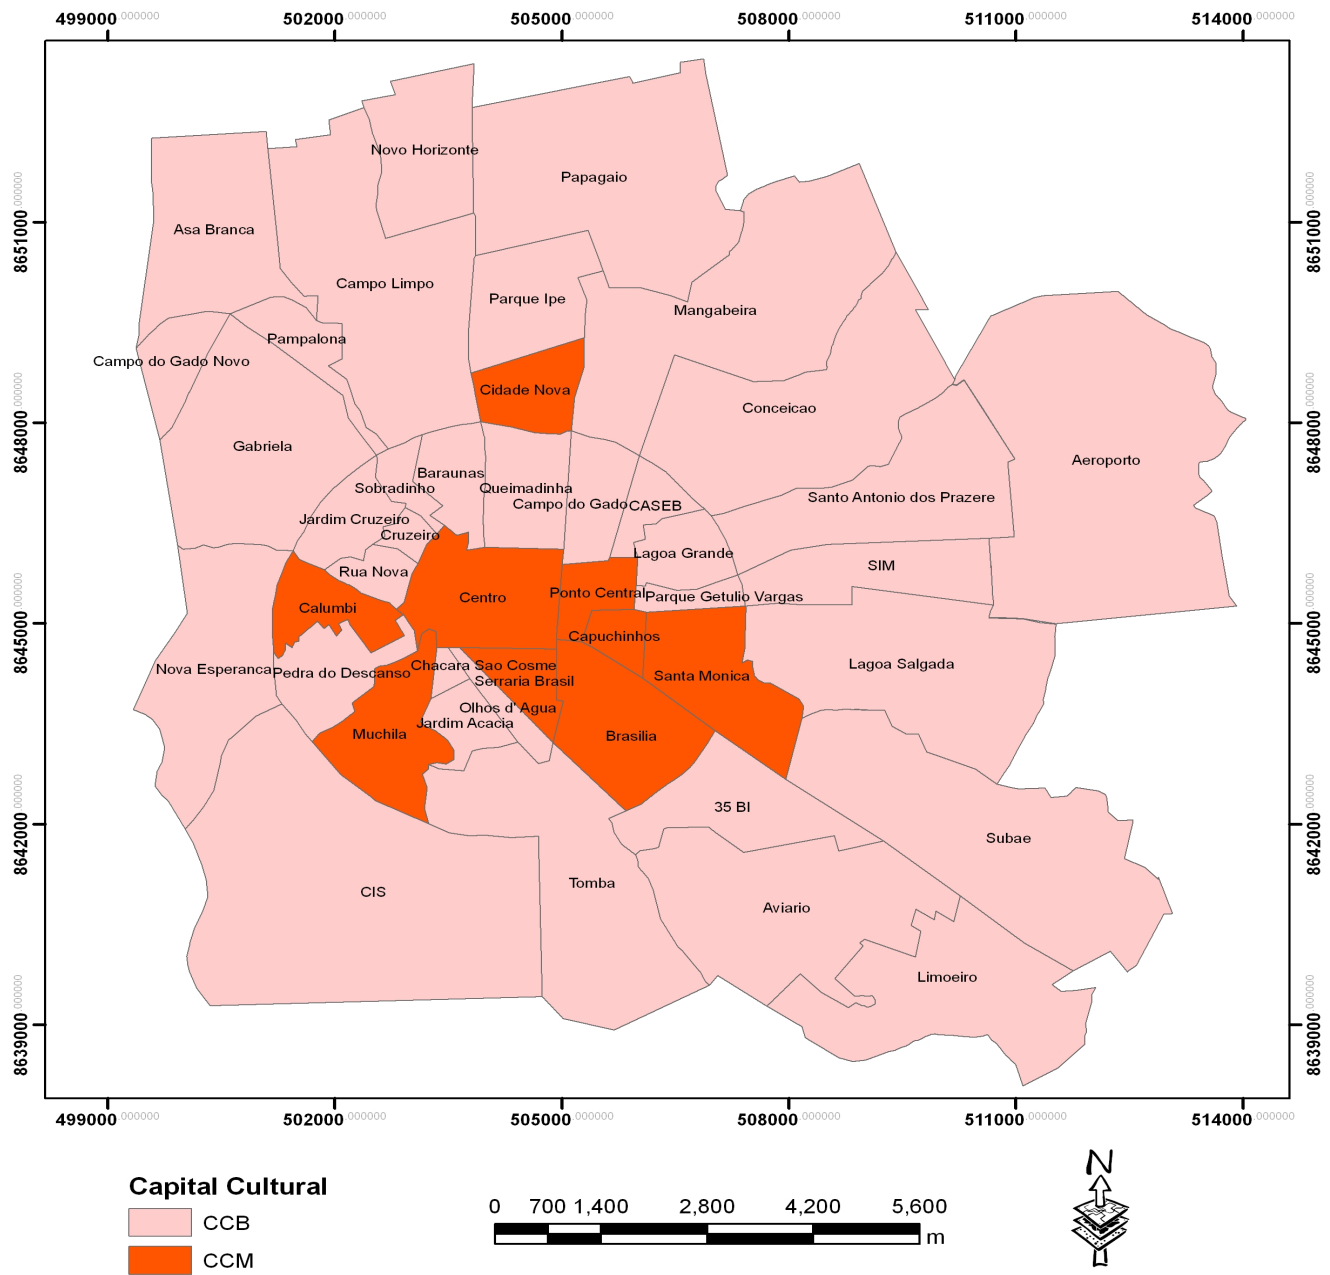 499000.000000 502000.000000 505000.000000 508000.000000 511000.000000 514000.000000
8651000.000000
8648000.000000
8645000.000000
8642000.000000
8639000.000000
8651000.000000
8648000.000000
8645000.000000
8642000.000000
8639000.000000
Novo Horizonte
Papagaio
Asa Branca
Campo Limpo
Parque Ipe
Mangabeira
Pampalona
Campo do Gado Novo
Cidade Nova
Conceicao
Gabriela
Aeroporto
Baraunas
Sobradinho
Queimadinha
Santo Antonio dos Prazere
Campo do Gado
CASEB
Jardim Cruzeiro
Cruzeiro
Lagoa Grande
SIM
Rua Nova
Ponto Central
Parque Getulio Vargas
Centro
Calumbi
Capuchinhos
Lagoa Salgada
Chacara Sao Cosme
Nova Esperanca
Pedra do Descanso
Santa Monica
Serraria Brasil
Olhos d' Agua
Jardim Acacia
Muchila
Brasilia
35 BI
Subae
Tomba
CIS
Aviario
Limoeiro
499000.000000 502000.000000 505000.000000 508000.000000 511000.000000 514000.000000
Capital Cultural
CCB
CCM
0 700 1,400 2,800 4,200 5,600
m
N